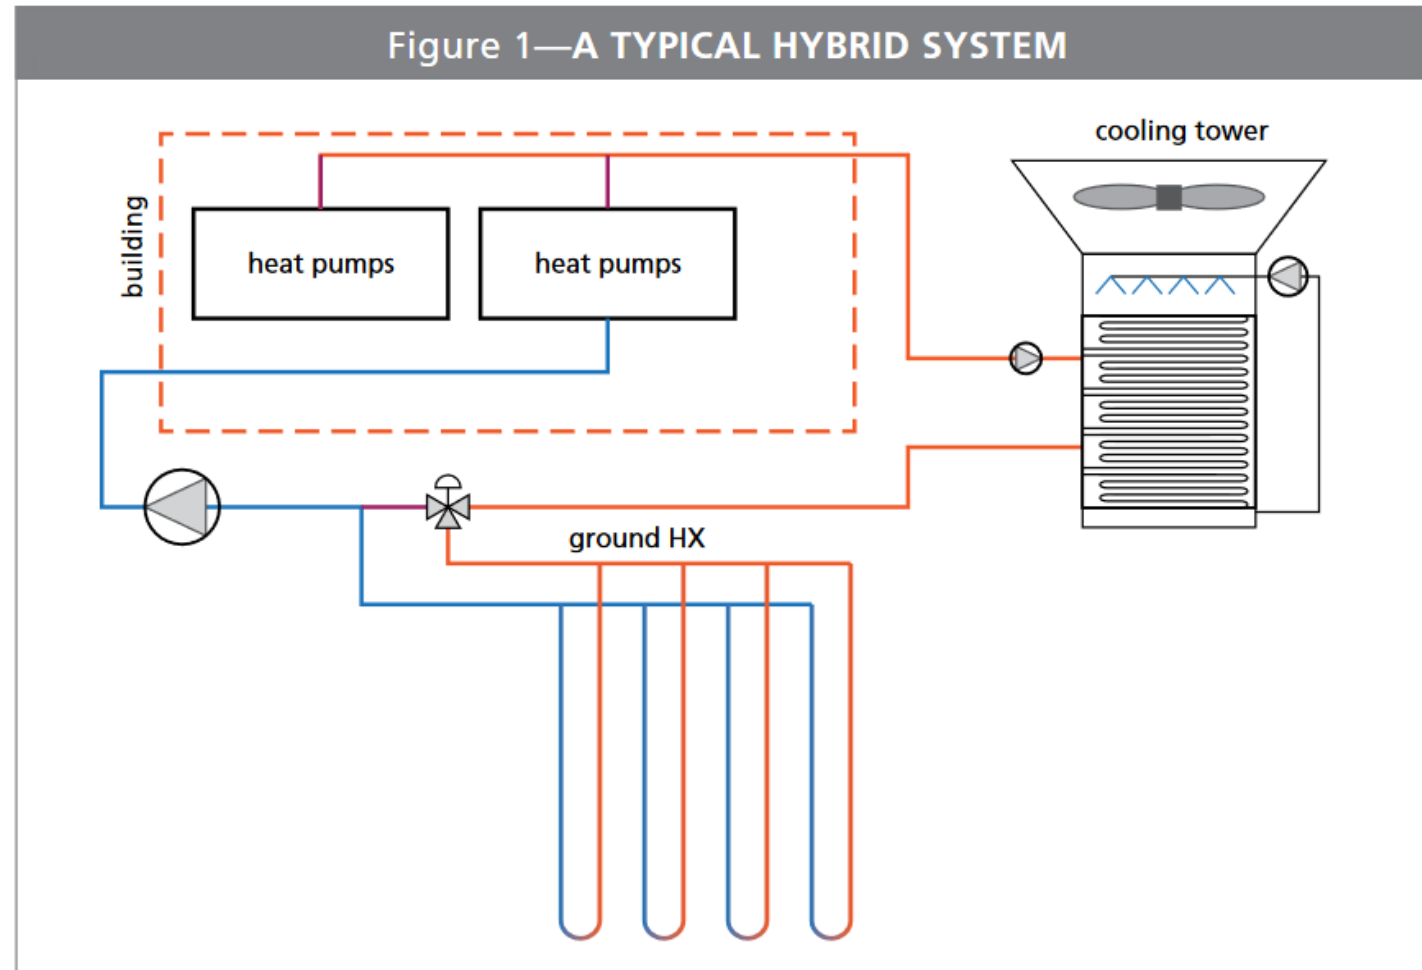 Figure 1—A TYPICAL HYBRID SYSTEM
cooling tower
building
heat pumps
heat pumps
ground HX